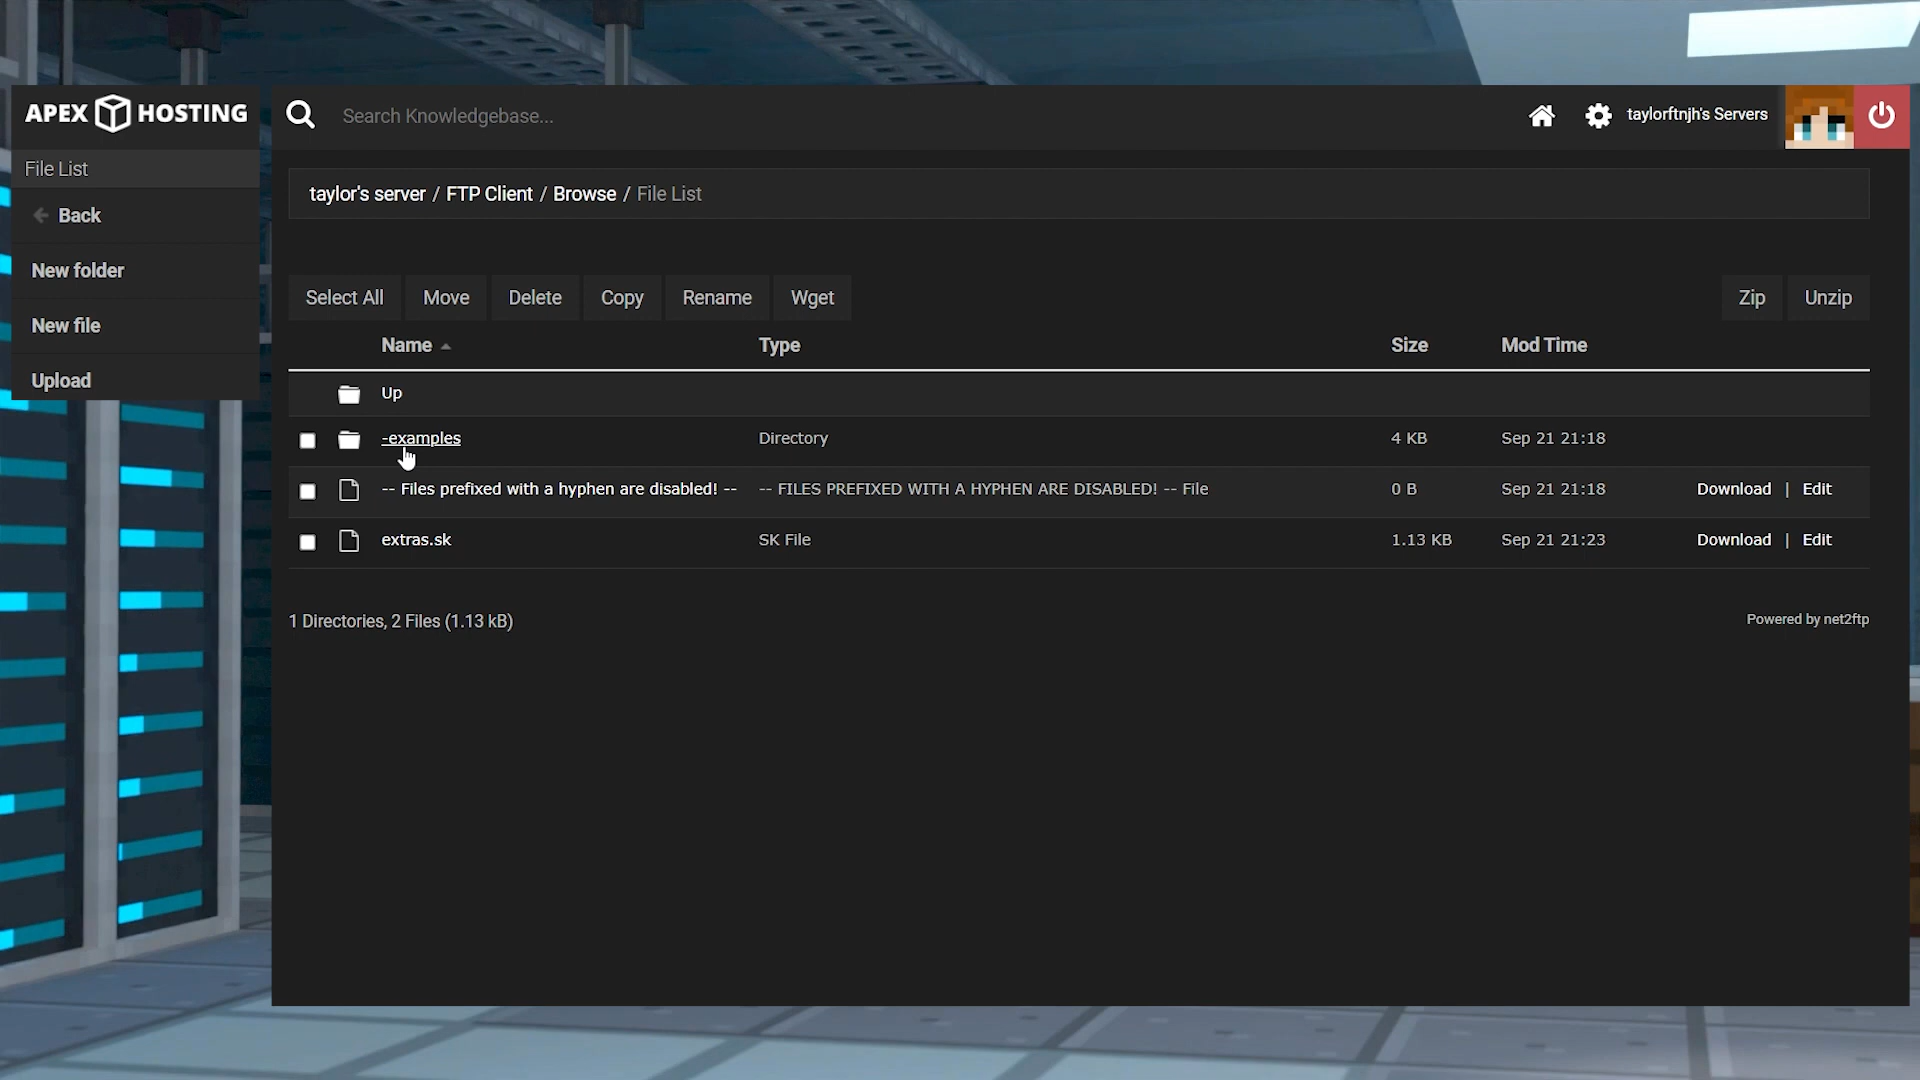 APEX HOSTING
Search Knowledgebase...
taylorftnjh's Servers
File List
Back
New folder
New file
Upload
taylor's server / FTP Client / Browse / File List
Select All Move Delete Copy Rename Wget Zip Unzip
Name Type Size Mod Time
Up
-examples Directory 4 KB Sep 21 21:18
-- Files prefixed with a hyphen are disabled! -- -- FILES PREFIXED WITH A HYPHEN ARE DISABLED! -- File 0 B Sep 21 21:18 Download | Edit
extras.sk SK File 1.13 KB Sep 21 21:23 Download | Edit
1 Directories, 2 Files (1.13 kB)
Powered by net2ftp